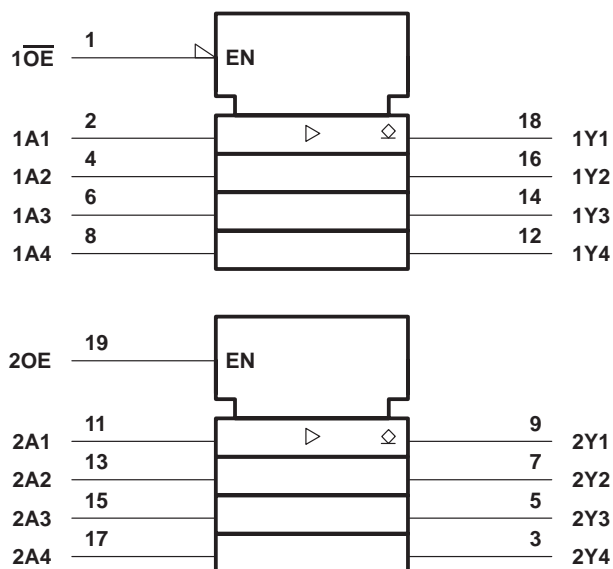 1
1O̅E̅ EN
2 18
1A1 1Y1
4 16
1A2 1Y2
6 14
1A3 1Y3
8 12
1A4 1Y4
19
2OE EN
11 9
2A1 2Y1
13 7
2A2 2Y2
15 5
2A3 2Y3
17 3
2A4 2Y4